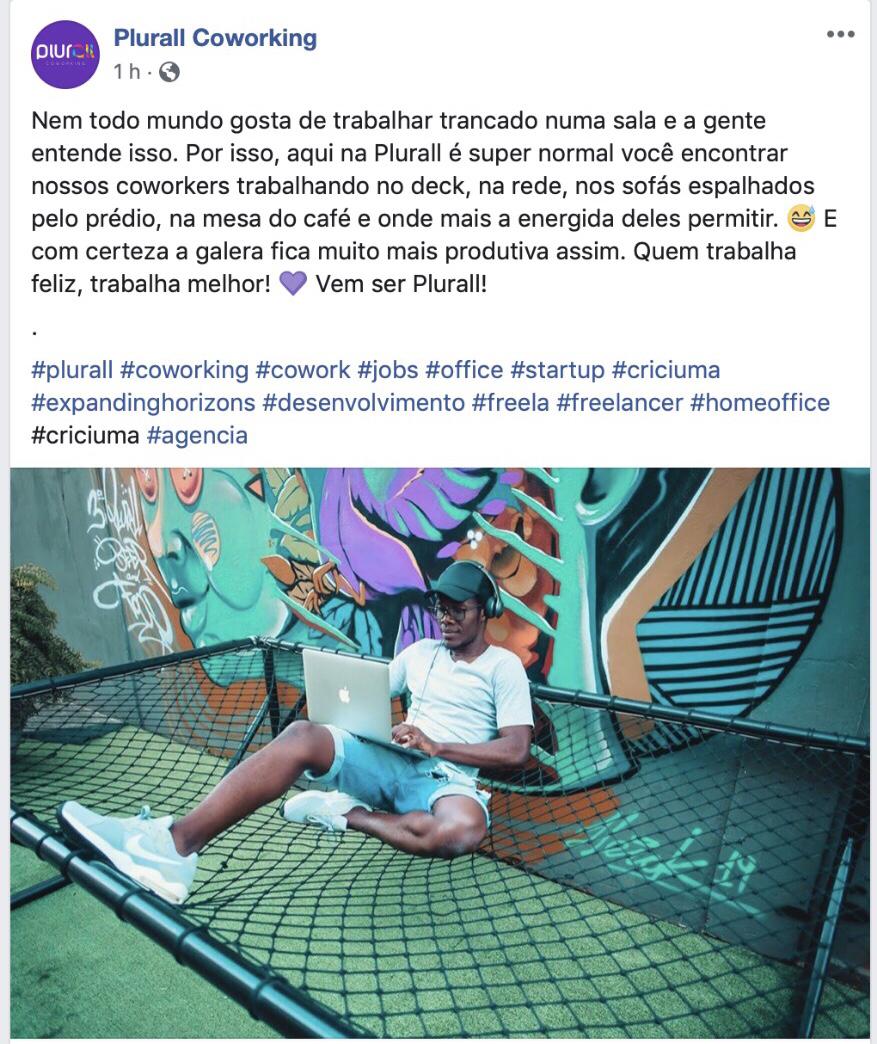 plurall
COWORKING
Plurall Coworking
1 h ·
Nem todo mundo gosta de trabalhar trancado numa sala e a gente
entende isso. Por isso, aqui na Plurall é super normal você encontrar
nossos coworkers trabalhando no deck, na rede, nos sofás espalhados
pelo prédio, na mesa do café e onde mais a energida deles permitir. 😅 E
com certeza a galera fica muito mais produtiva assim. Quem trabalha
feliz, trabalha melhor! 💜 Vem ser Plurall!
.
#plurall #coworking #cowork #jobs #office #startup #criciuma
#expandinghorizons #desenvolvimento #freela #freelancer #homeoffice
#criciuma #agencia